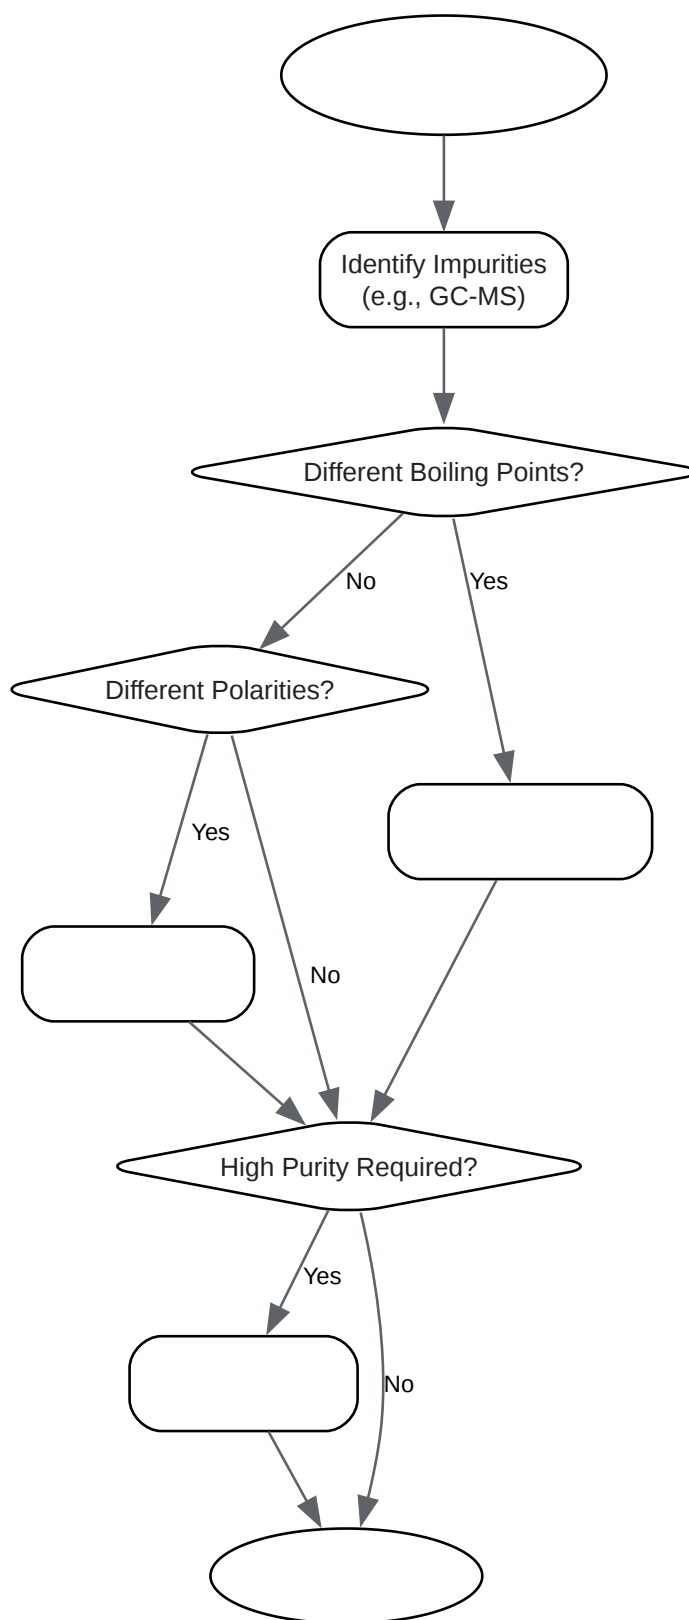 Identify Impurities
(e.g., GC-MS)
Different Boiling Points?
No
Yes
Different Polarities?
Yes
No
High Purity Required?
Yes
No